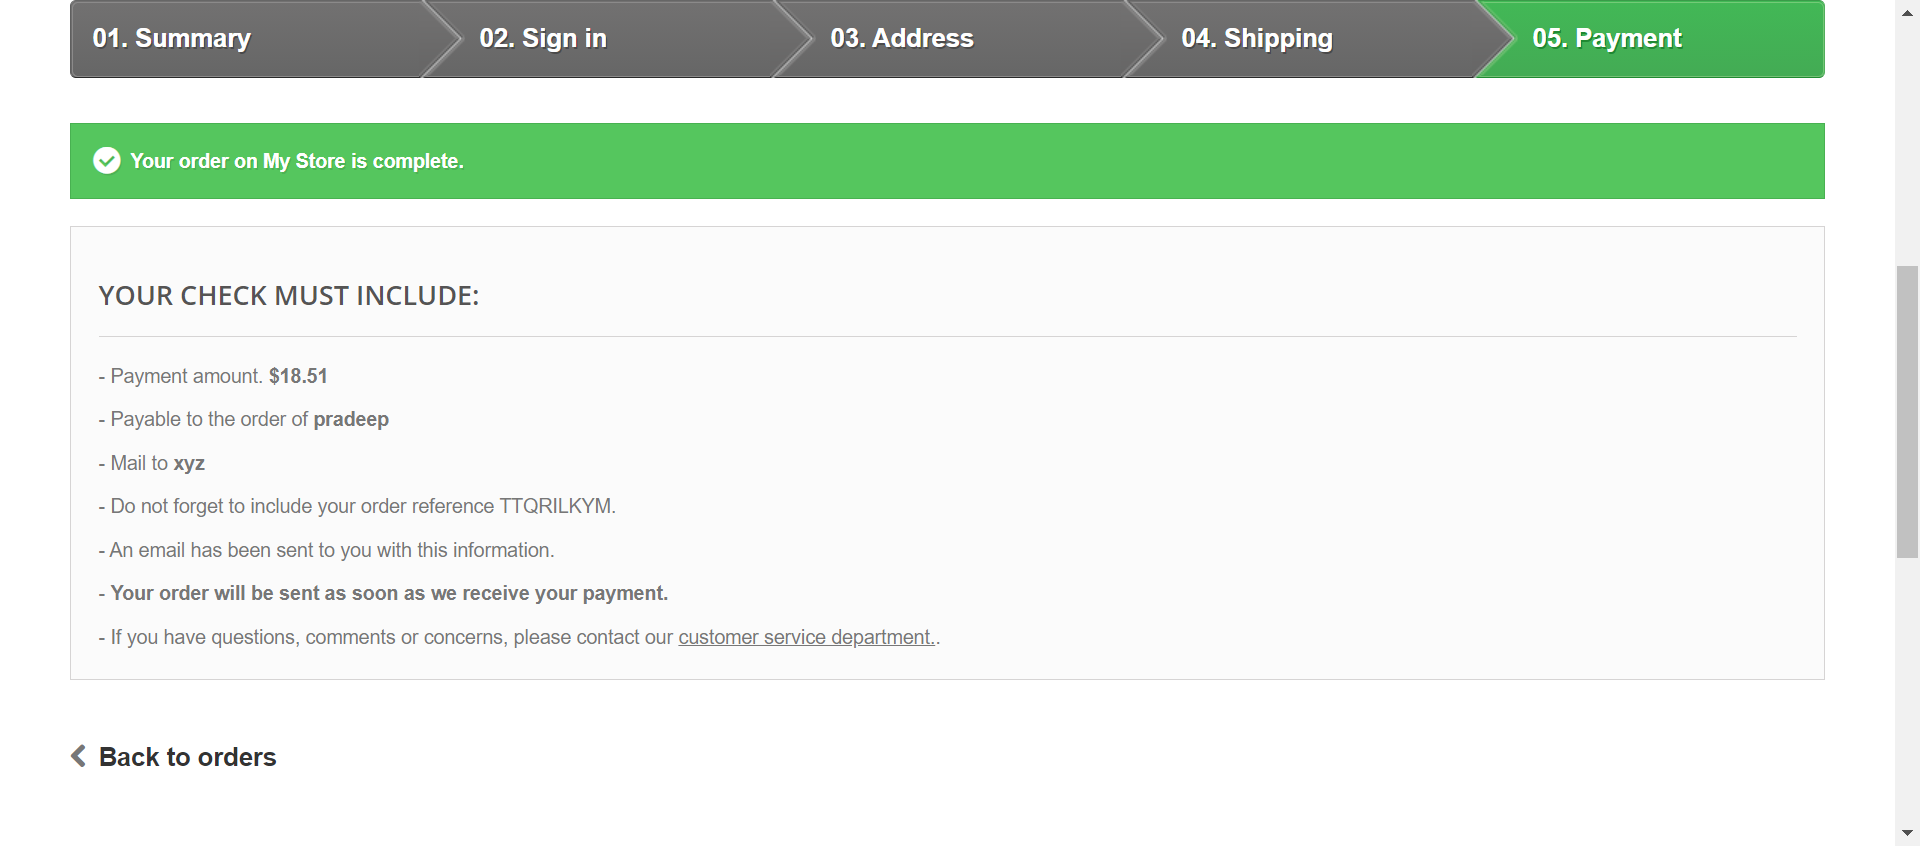 01. Summary
02. Sign in
03. Address
04. Shipping
05. Payment
Your order on My Store is complete.
YOUR CHECK MUST INCLUDE:
- Payment amount. $18.51
- Payable to the order of pradeep
- Mail to xyz
- Do not forget to include your order reference TTQRILKYM.
- An email has been sent to you with this information.
- Your order will be sent as soon as we receive your payment.
- If you have questions, comments or concerns, please contact our customer service department..
Back to orders